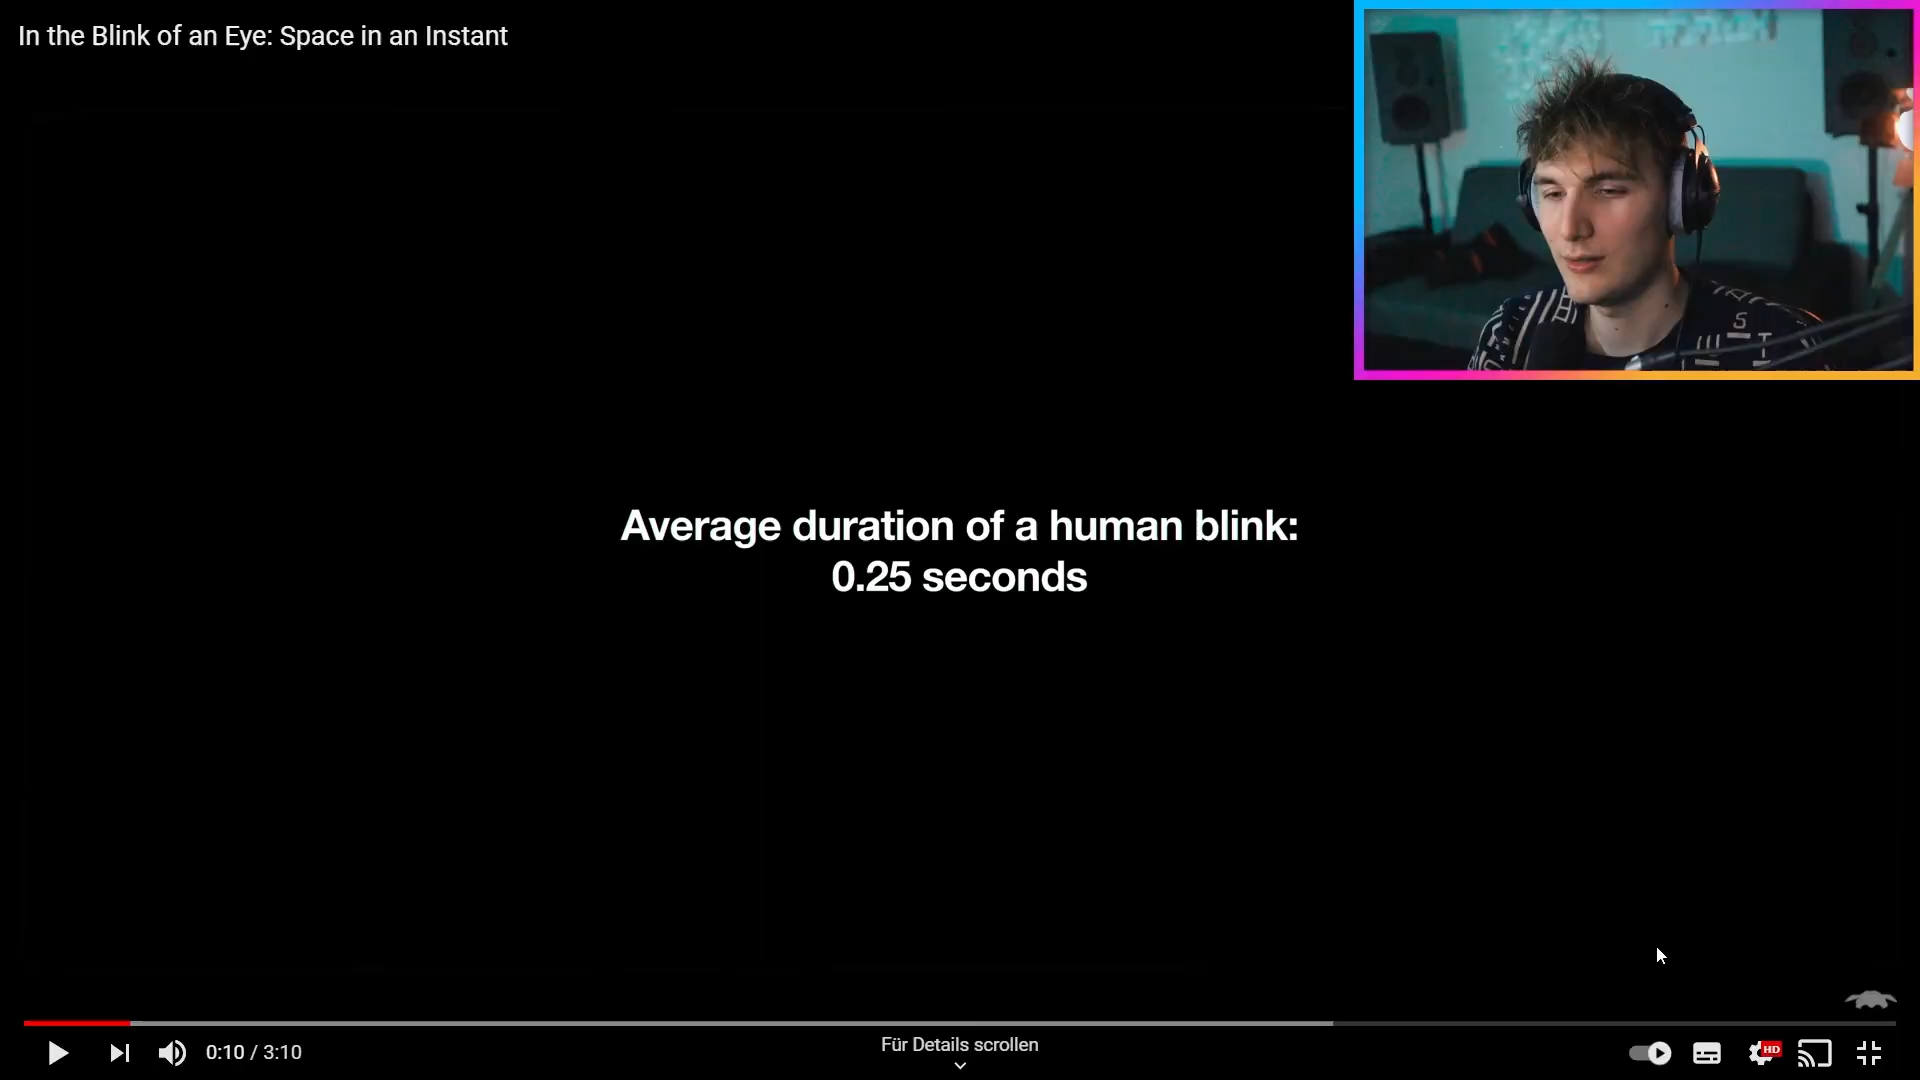 In the Blink of an Eye: Space in an Instant
Average duration of a human blink:
0.25 seconds
0:10 / 3:10
Für Details scrollen
HD